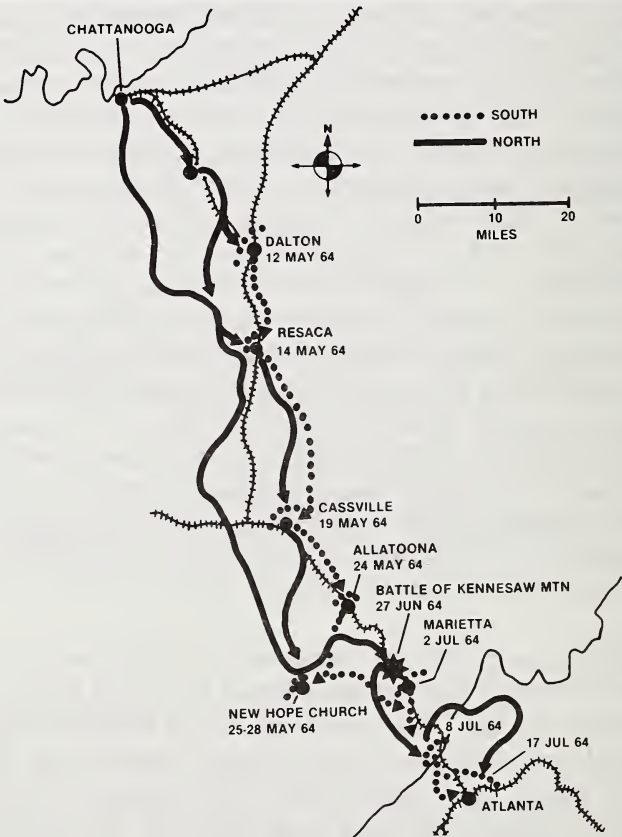 CHATTANOOGA
SOUTH
NORTH
N
0 10 20
MILES
DALTON
12 MAY 64
RESACA
14 MAY 64
CASSVILLE
19 MAY 64
ALLATOONA
24 MAY 64
BATTLE OF KENNESAW MTN
27 JUN 64
MARIETTA
2 JUL 64
NEW HOPE CHURCH
25-28 MAY 64
8 JUL 64
17 JUL 64
ATLANTA